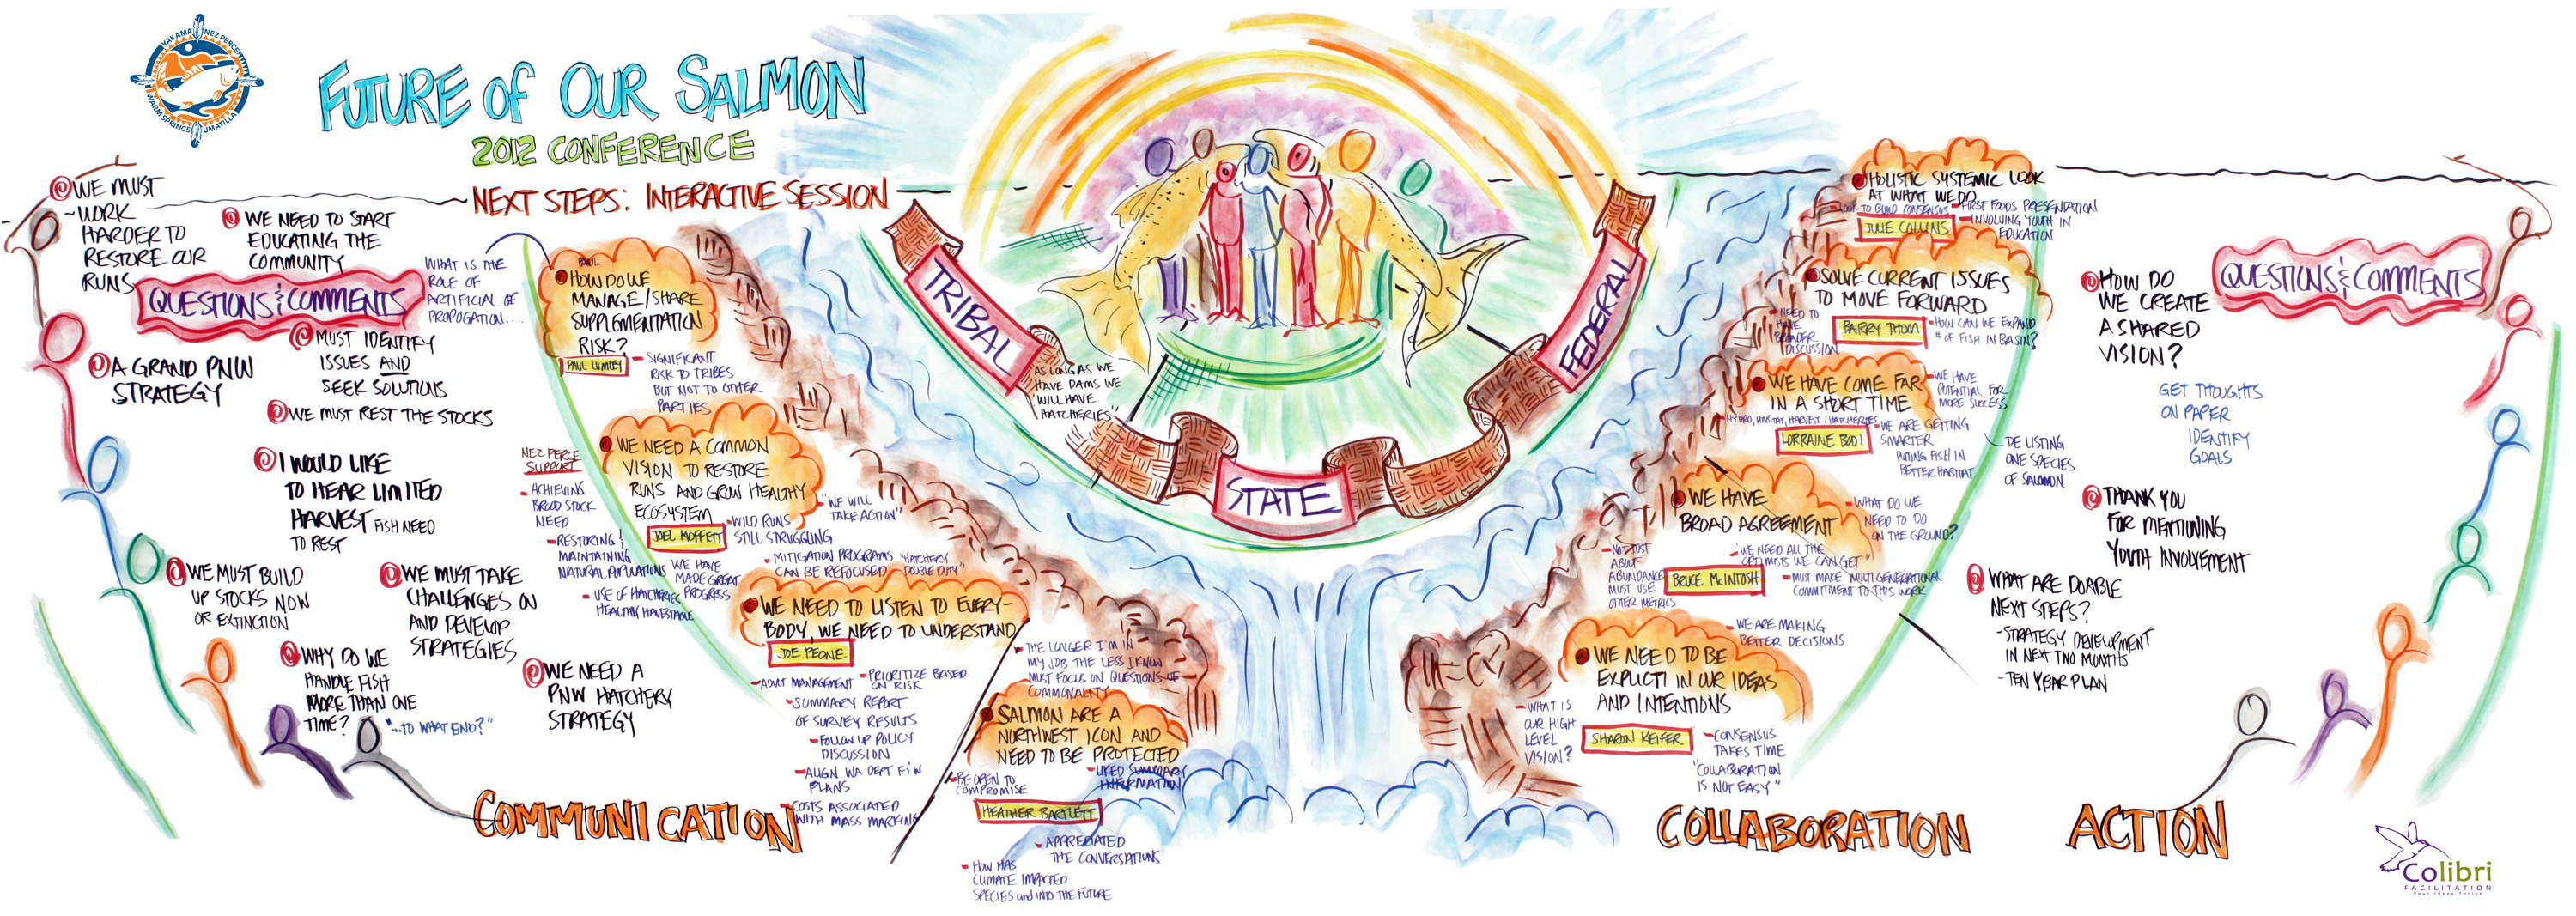 YAKAMA
NEZ PERCE
WARM SPRINGS
UMATILLA
FUTURE OF OUR SALMON
2012 CONFERENCE
NEXT STEPS: INTERACTIVE SESSION
WE MUST
-WORK
HARDER TO
RESTORE OUR
RUNS
WE NEED TO START
EDUCATING THE
COMMUNITY
QUESTIONS & COMMENTS
WHAT IS THE
ROLE OF
ARTIFICIAL OF
PROPOGATION....
MUST IDENTIFY
ISSUES AND
SEEK SOLUTIONS
A GRAND PNW
STRATEGY
WE MUST REST THE STOCKS
I WOULD LIKE
TO HEAR LIMITED
HARVEST FISH NEED
TO REST
WE MUST BUILD
UP STOCKS NOW
OR EXTINCTION
WE MUST TAKE
CHALLENGES ON
AND DEVELOP
STRATEGIES
WHY DO WE
HANDLE FISH
MORE THAN ONE
TIME?
"..TO WHAT END?"
WE NEED A
PNW HATCHERY
STRATEGY
COMMUNICATION
PAUL
HOW DO WE
MANAGE/SHARE
SUPPLMENTATION
RISK?
PAUL LUMLEY
- SIGNIFICANT
RISK TO TRIBES
BUT NOT TO OTHER
PARTIES
WE NEED A COMMON
VISION TO RESTORE
RUNS AND GROW HEALTHY
ECOSYSTEM
JOEL MOFFETT
NEZ PERCE
SUPPORT
- ACHIEVING
BROOD STOCK
NEED
- RESTORING &
MAINTAINING
NATURAL POPULATIONS
- USE OF HATCHERIES
HEALTHY HAVESTABLE
WE HAVE
MADE GREAT
PROGRESS
- WILD RUNS
STILL STRUGGLING
- "WE WILL
TAKE ACTION"
- MITIGATION PROGRAMS
CAN BE REFOCUSED
"HATCHERY
DOUBLE DUTY"
WE NEED TO LISTEN TO EVERY-
BODY, WE NEED TO UNDERSTAND
JOE PEONE
- ADULT MANAGEMENT
- PRIORITIZE BASED
ON RISK
- SUMMARY REPORT
OF SURVEY RESULTS
- FOLLOW UP POLICY
DISCUSSION
- ALIGN WA DEPT F&W
PLANS
- COSTS ASSOCIATED
WITH MASS MARKING
- THE LONGER I'M IN
MY JOB THE LESS I KNOW
MUST FOCUS ON QUESTIONS OF
COMMONALITY
SALMON ARE A
NORTHWEST ICON AND
NEED TO BE PROTECTED
- BE OPEN TO
COMPROMISE
- LIKED SUMMARY
INFORMATION
HEATHER BARTLETT
- APPRECIATED
THE CONVERSATIONS
- HOW HAS
CLIMATE IMPACTED
SPECIES and INTO THE FUTURE
TRIBAL
STATE
FEDERAL
"AS LONG AS WE
HAVE DAMS WE
WILL HAVE
HATCHERIES"
HOLISTIC SYSTEMIC LOOK
AT WHAT WE DO
- LOOK TO BUILD CONSENSUS
- FIRST FOODS PRESENTATION
- INVOLVING YOUTH IN
EDUCATION
JULIE COLLINS
SOLVE CURRENT ISSUES
TO MOVE FORWARD
- NEED TO
HAVE
BROADER
DISCUSSION
BARRY THOM
- HOW CAN WE EXPAND
# OF FISH IN BASIN?
WE HAVE COME FAR
IN A SHORT TIME
- WE HAVE
POTENTIAL FOR
MORE SUCCESS
HYDRO, HABITAT, HARVEST & HATCHERIES
LORRAINE BODI
- WE ARE GETTING
SMARTER
PUTING FISH IN
BETTER HABITAT
DE LISTING
ONE SPECIES
OF SALOMON
WE HAVE
BROAD AGREEMENT
- WHAT DO WE
NEED TO DO
ON THE GROUND?
- NOT JUST
ABOUT
ABUNDANCE
MUST USE
OTHER METRICS
- "WE NEED ALL THE
OPTIMISTS WE CAN GET"
BRUCE McINTOSH
- MUST MAKE MULTI GENERATIONAL
COMMITMENT TO THIS WORK
- WE ARE MAKING
BETTER DECISIONS
WE NEED TO BE
EXPLICTI IN OUR IDEAS
AND INTENTIONS
- WHAT IS
OUR HIGH
LEVEL
VISION?
SHARON KEIFER
- CONSENSUS
TAKES TIME
"COLLABORATION
IS NOT EASY"
COLLABORATION
QUESTIONS & COMMENTS
HOW DO
WE CREATE
A SHARED
VISION?
GET THOUGHTS
ON PAPER
IDENTIFY
GOALS
THANK YOU
FOR MENTIONING
YOUTH INVOLVEMENT
WHAT ARE DOABLE
NEXT STEPS?
-STRATEGY DEVELOPMENT
IN NEXT TWO MONTHS
-TEN YEAR PLAN
ACTION
Colibri
FACILITATION
Your Ideas Thrive